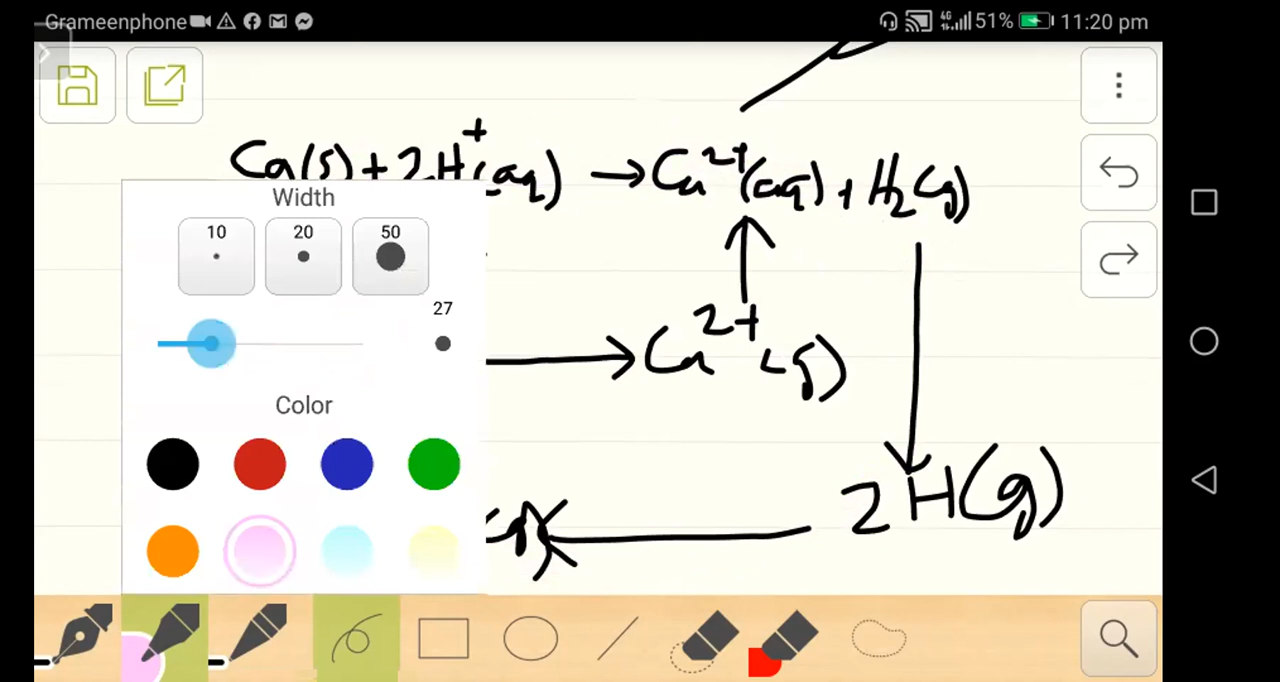 Grameenphone 4G 51% 11:20 pm
Ca(s) + 2H⁺(aq) → Ca²⁺(aq) + H₂(g)
Width
10 20 50
27
Ca²⁺(g)
Color
2H(g)